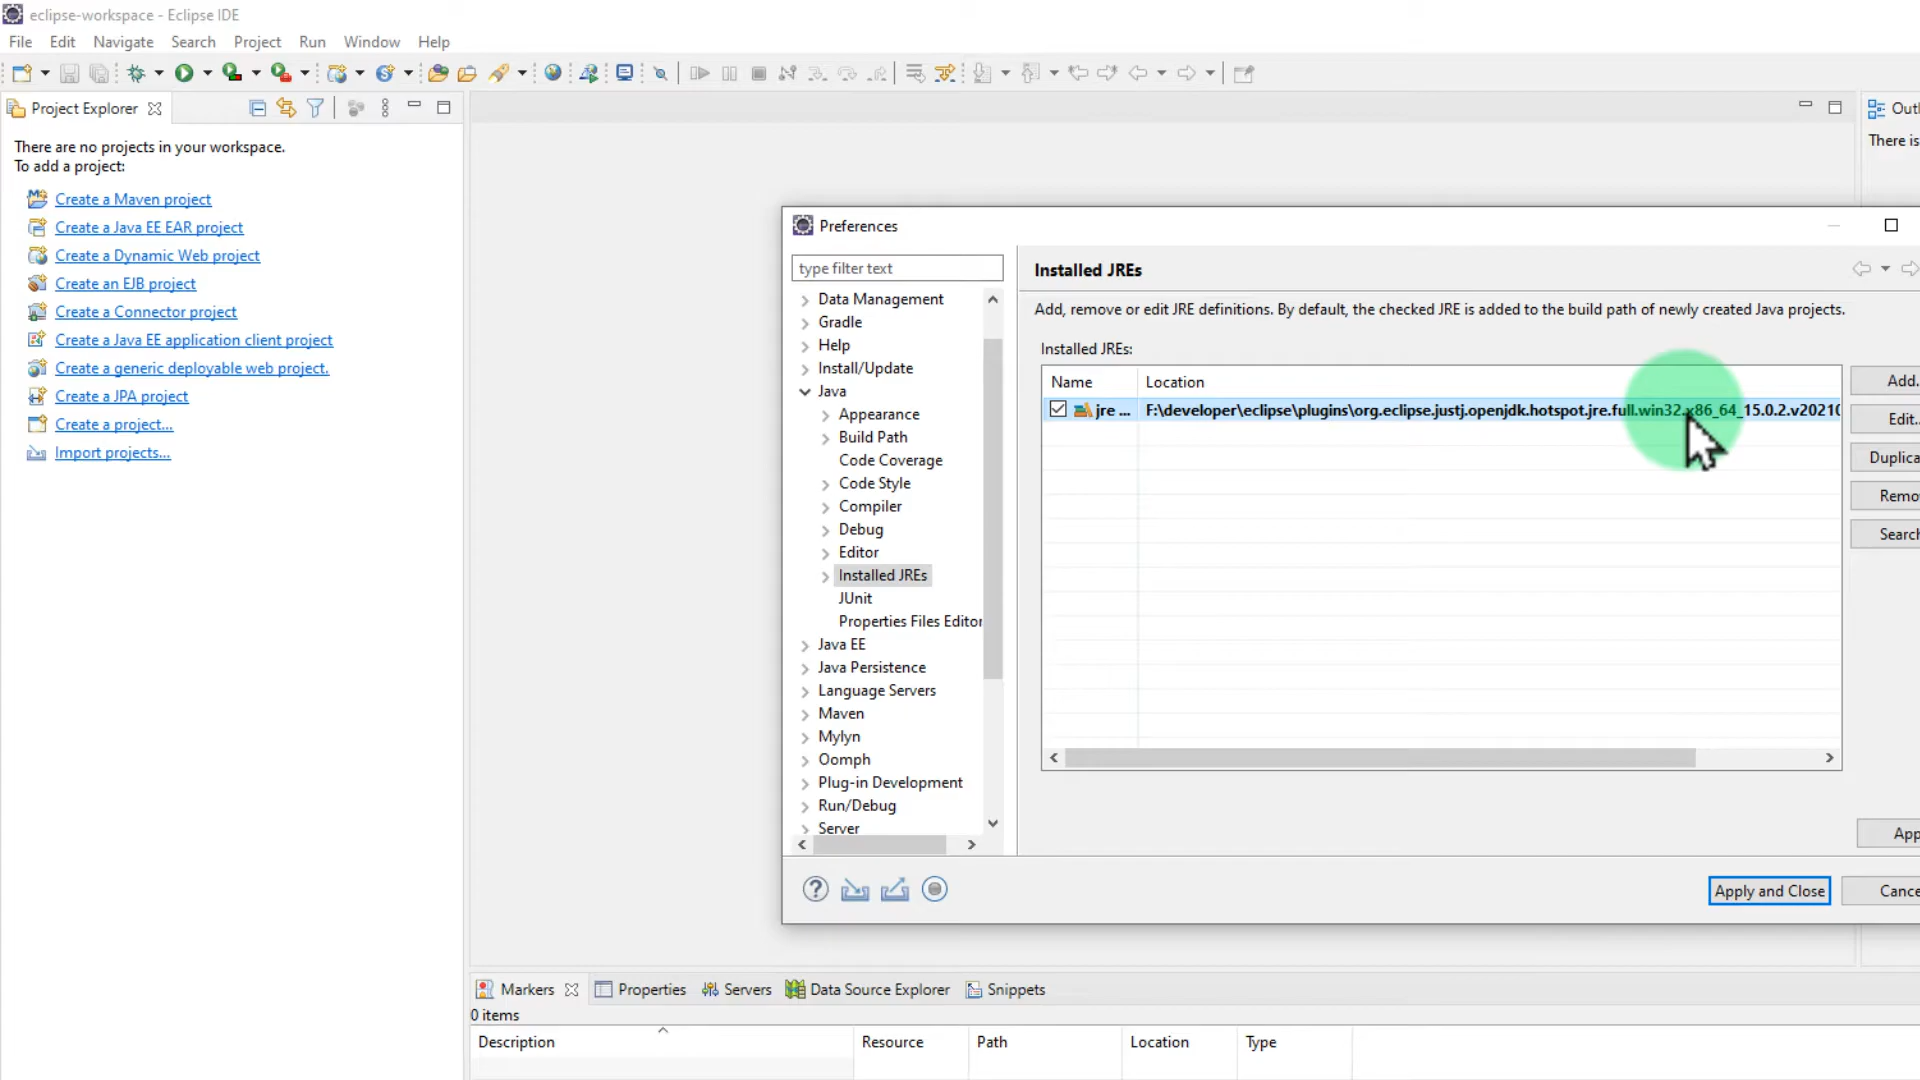 eclipse-workspace - Eclipse IDE
File Edit Navigate Search Project Run Window Help
Project Explorer
There are no projects in your workspace.
To add a project:
Create a Maven project
Create a Java EE EAR project
Create a Dynamic Web project
Create an EJB project
Create a Connector project
Create a Java EE application client project
Create a generic deployable web project.
Create a JPA project
Create a project...
Import projects...
Outl
There is
Preferences
type filter text
Data Management
Gradle
Help
Install/Update
Java
Appearance
Build Path
Code Coverage
Code Style
Compiler
Debug
Editor
Installed JREs
JUnit
Properties Files Editor
Java EE
Java Persistence
Language Servers
Maven
Mylyn
Oomph
Plug-in Development
Run/Debug
Server
Installed JREs
Add, remove or edit JRE definitions. By default, the checked JRE is added to the build path of newly created Java projects.
Installed JREs:
Name Location
jre ... F:\developer\eclipse\plugins\org.eclipse.justj.openjdk.hotspot.jre.full.win32.x86_64_15.0.2.v20210
Add.
Edit..
Duplica
Remo
Search
App
Apply and Close
Cance
Markers Properties Servers Data Source Explorer Snippets
0 items
Description Resource Path Location Type